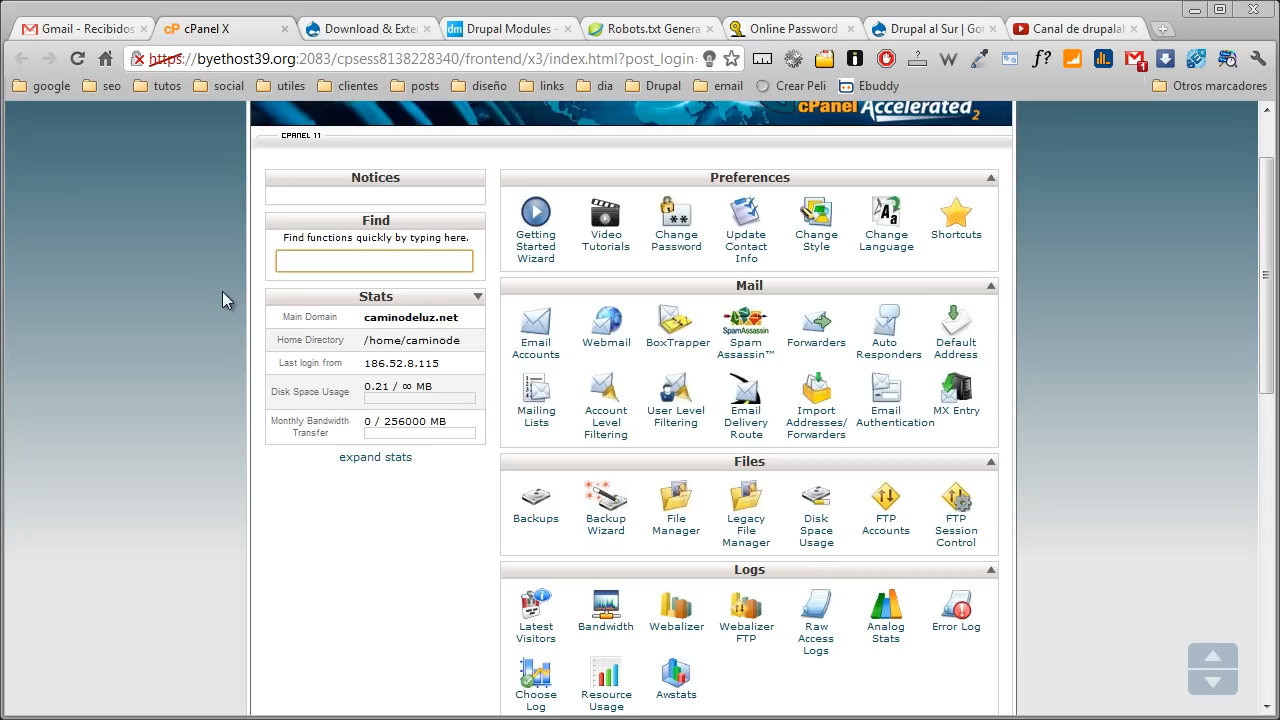 Gmail - Recibidos
cPanel X
Download & Exte
Drupal Modules -
Robots.txt Genera
Online Password
Drupal al Sur | Got
Canal de drupalal
https://byethost39.org:2083/cpsess8138228340/frontend/x3/index.html?post_login=
google
seo
tutos
social
utiles
clientes
posts
diseño
links
dia
Drupal
email
Crear Peli
Ebuddy
Otros marcadores
cPanel Accelerated2
CPANEL 11
Notices
Find
Find functions quickly by typing here.
Stats
Main Domain caminodeluz.net
Home Directory /home/caminode
Last login from 186.52.8.115
Disk Space Usage 0.21 / ∞ MB
Monthly Bandwidth
Transfer
0 / 256000 MB
expand stats
Preferences
Getting
Started
Wizard
Video
Tutorials
Change
Password
Update
Contact
Info
Change
Style
Change
Language
Shortcuts
Mail
Email
Accounts
Webmail
BoxTrapper
SpamAssassin
Spam
Assassin™
Forwarders
Auto
Responders
Default
Address
Mailing
Lists
Account
Level
Filtering
User Level
Filtering
Email
Delivery
Route
Import
Addresses/
Forwarders
Email
Authentication
MX Entry
Files
Backups
Backup
Wizard
File
Manager
Legacy
File
Manager
Disk
Space
Usage
FTP
Accounts
FTP
Session
Control
Logs
Latest
Visitors
Bandwidth
Webalizer
Webalizer
FTP
Raw
Access
Logs
Analog
Stats
Error Log
Choose
Log
Resource
Usage
Awstats